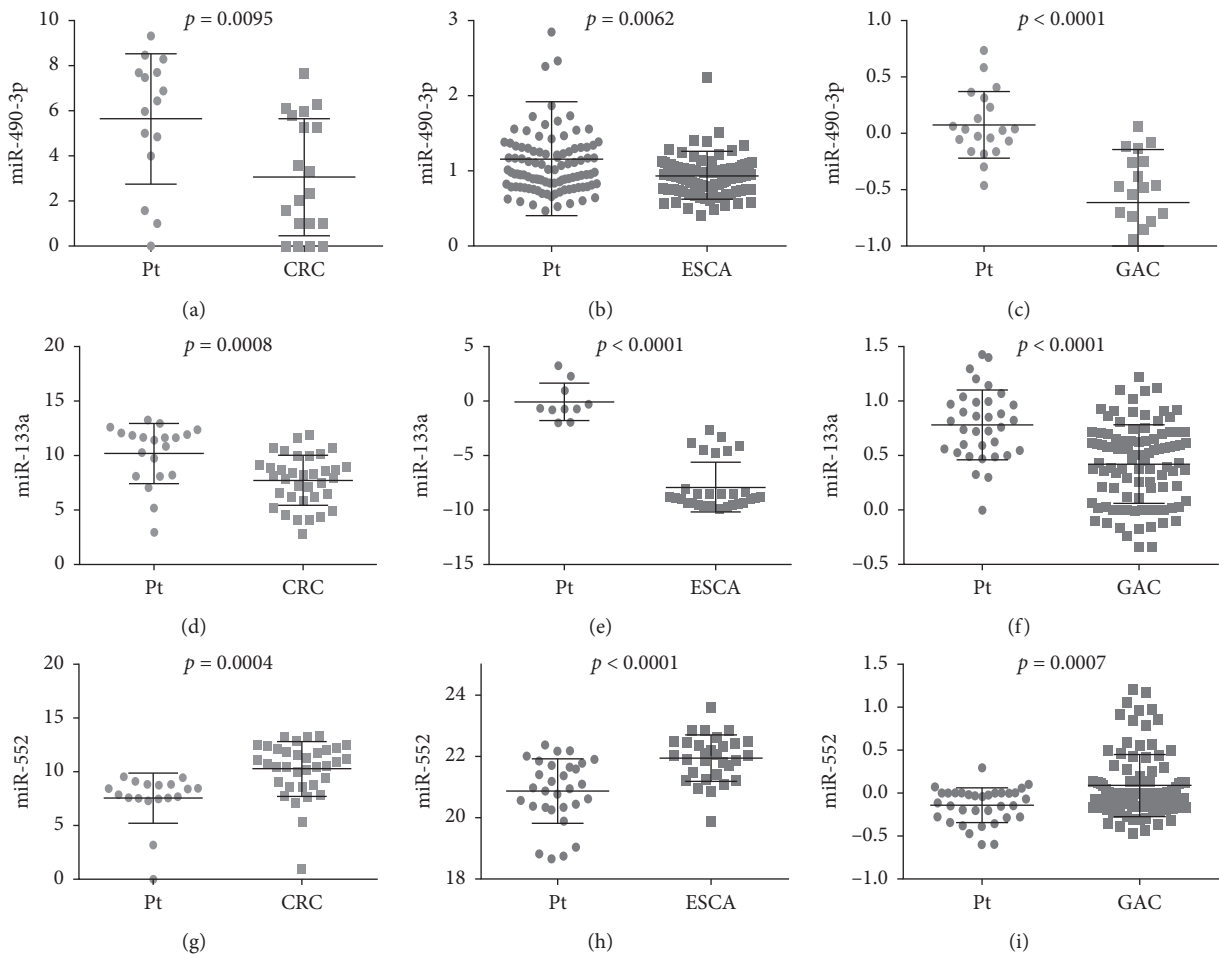 p = 0.0095
miR-490-3p
10
8
6
4
2
0
Pt
CRC
(a)
p = 0.0062
miR-490-3p
3
2
1
0
Pt
ESCA
(b)
p < 0.0001
miR-490-3p
1.0
0.5
0.0
−0.5
−1.0
Pt
GAC
(c)
p = 0.0008
miR-133a
20
15
10
5
0
Pt
CRC
(d)
p < 0.0001
miR-133a
5
0
−5
−10
−15
Pt
ESCA
(e)
p < 0.0001
miR-133a
1.5
1.0
0.5
0.0
−0.5
Pt
GAC
(f)
p = 0.0004
miR-552
20
15
10
5
0
Pt
CRC
(g)
p < 0.0001
miR-552
24
22
20
18
Pt
ESCA
(h)
p = 0.0007
miR-552
1.5
1.0
0.5
0.0
−0.5
−1.0
Pt
GAC
(i)